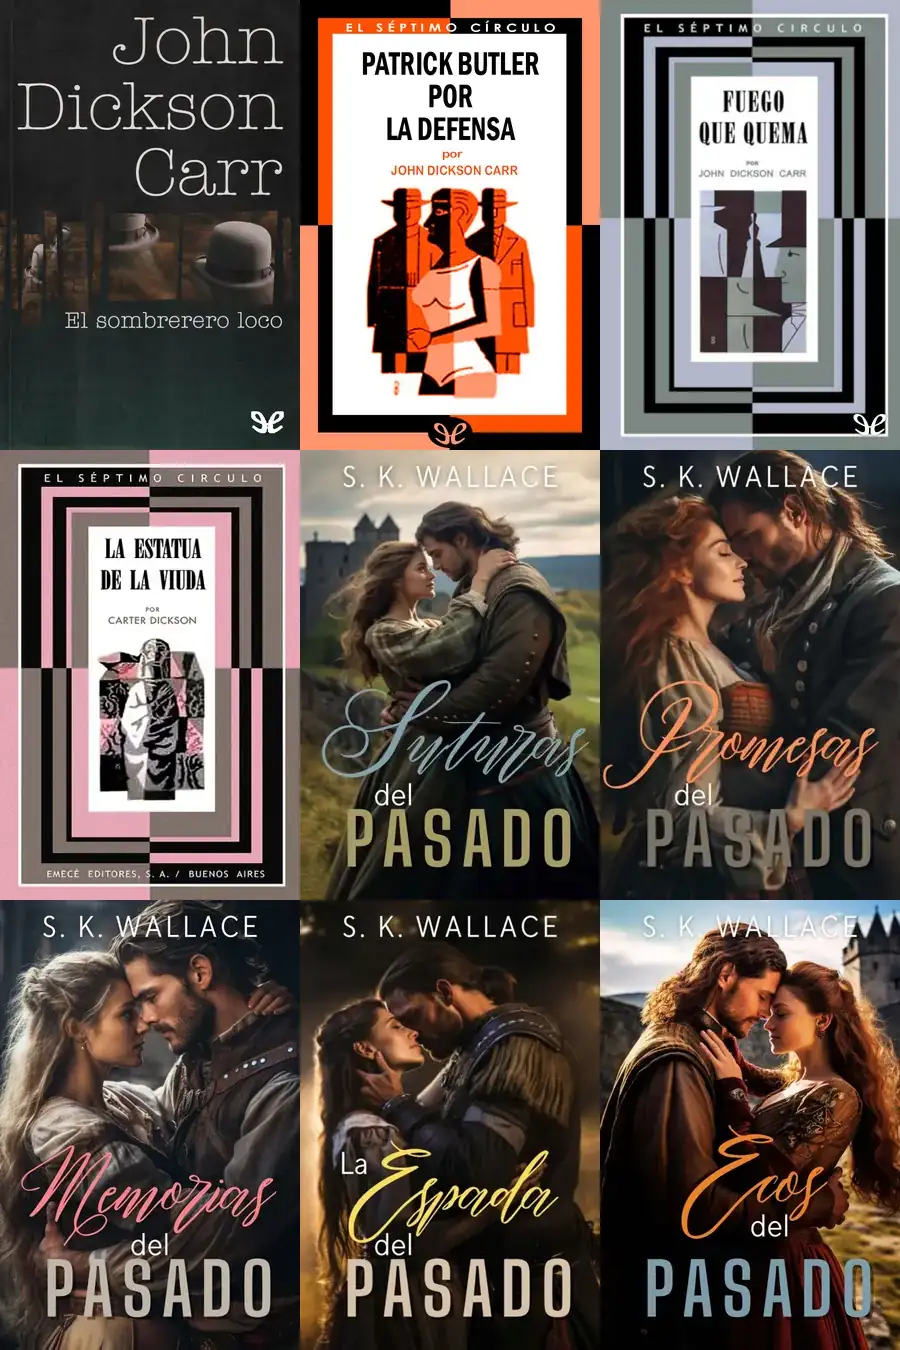 John
Dickson
Carr
El sombrerero loco
EL SÉPTIMO CÍRCULO
PATRICK BUTLER
POR
LA DEFENSA
por
JOHN DICKSON CARR
EL SÉPTIMO CIRCULO
FUEGO
QUE QUEMA
POR
JOHN DICKSON CARR
EL SÉPTIMO CIRCULO
LA ESTATUA
DE LA VIUDA
POR
CARTER DICKSON
EMECÉ EDITORES, S. A. / BUENOS AIRES
S. K. WALLACE
Suturas
del
PASADO
S. K. WALLACE
Promesas
del
PASADO
S. K. WALLACE
Memorias
del
PASADO
S. K. WALLACE
La Espada
del
PASADO
S. K. WALLACE
Ecos
del
PASADO